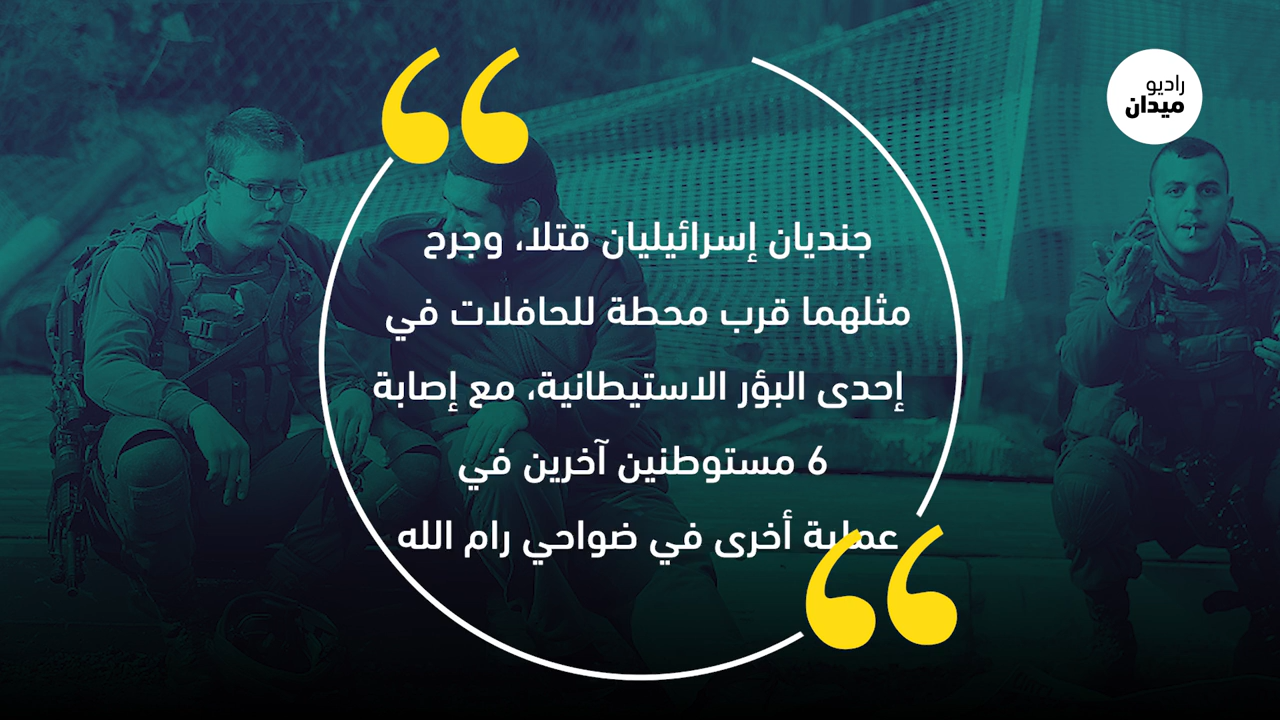 راديو
ميدان
جنديان إسرائيليان قتلا، وجرح
مثلهما قرب محطة للحافلات في
إحدى البؤر الاستيطانية، مع إصابة
6 مستوطنين آخرين في
عملية أخرى في ضواحي رام الله